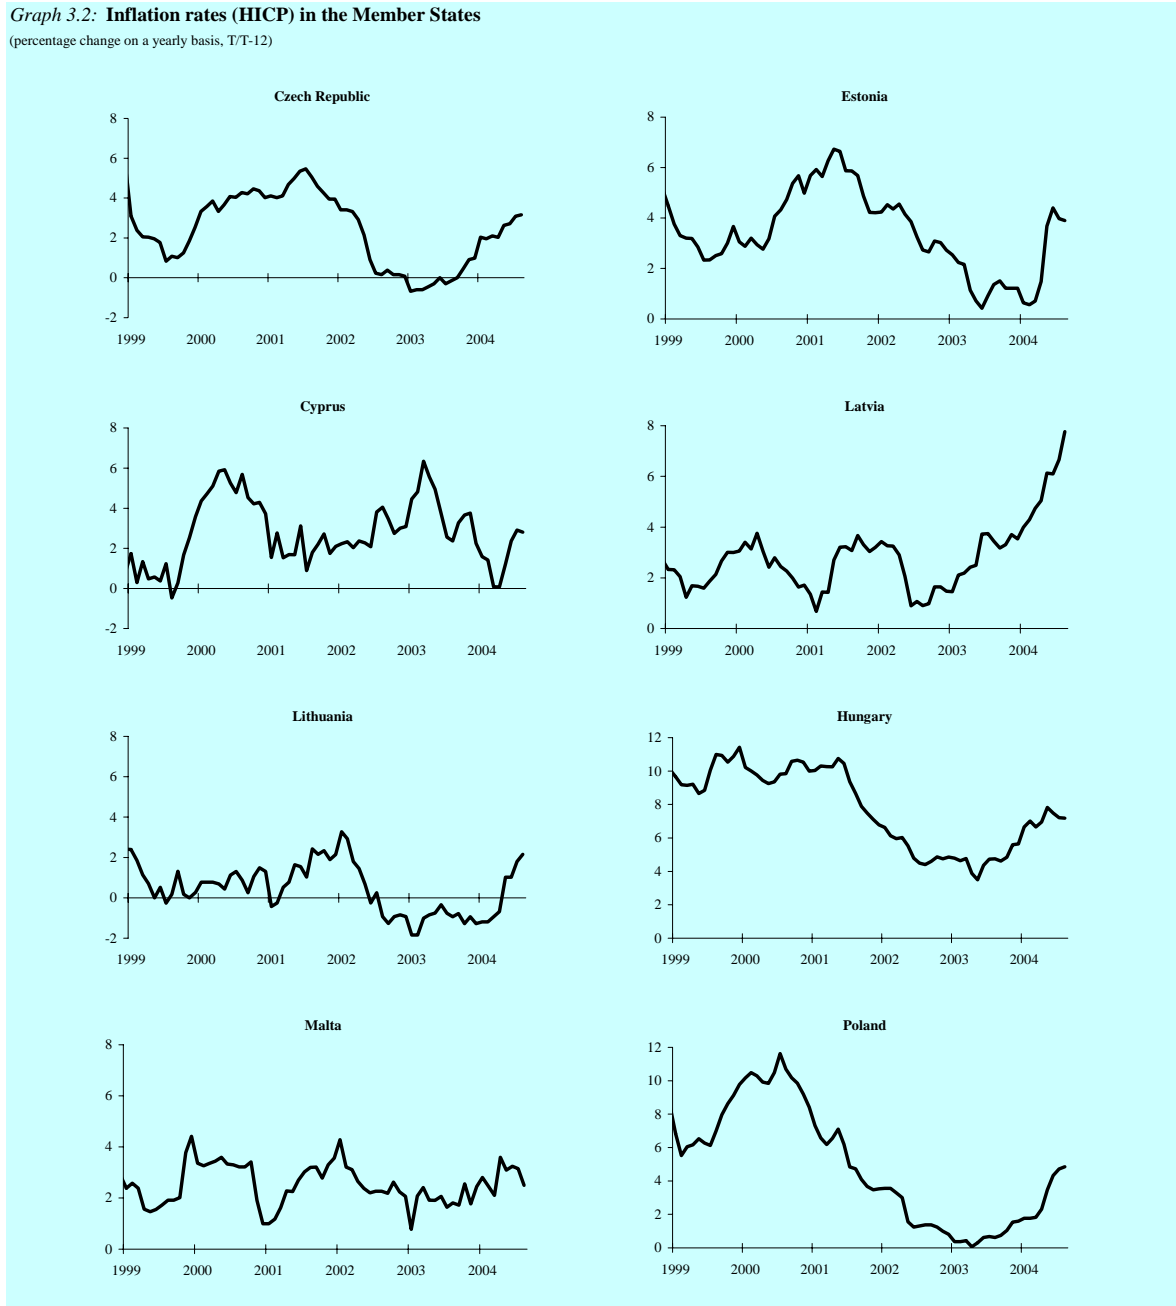 Graph 3.2: Inflation rates (HICP) in the Member States
(percentage change on a yearly basis, T/T-12)
Czech Republic
8
6
4
2
0
-2
1999 2000 2001 2002 2003 2004
Estonia
8
6
4
2
0
1999 2000 2001 2002 2003 2004
Cyprus
8
6
4
2
0
-2
1999 2000 2001 2002 2003 2004
Latvia
8
6
4
2
0
1999 2000 2001 2002 2003 2004
Lithuania
8
6
4
2
0
-2
1999 2000 2001 2002 2003 2004
Hungary
12
10
8
6
4
2
0
1999 2000 2001 2002 2003 2004
Malta
8
6
4
2
0
1999 2000 2001 2002 2003 2004
Poland
12
10
8
6
4
2
0
1999 2000 2001 2002 2003 2004